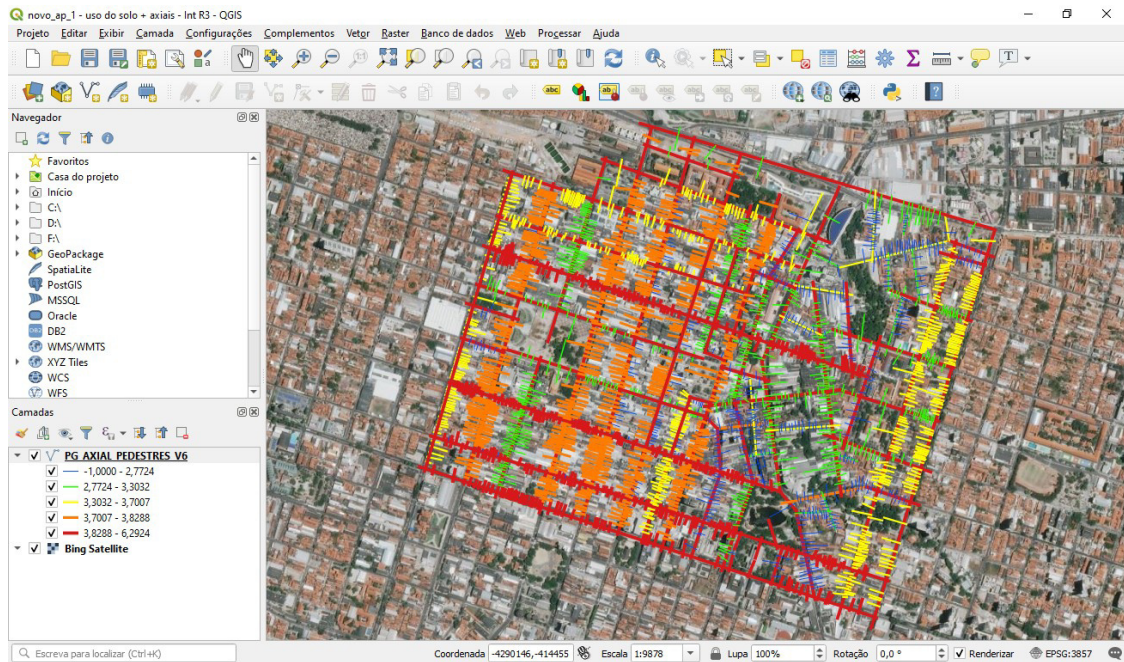 novo_ap_1 - uso do solo + axiais - Int R3 - QGIS
Projeto Editar Exibir Camada Configurações Complementos Vetor Raster Banco de dados Web Processar Ajuda
Navegador
Favoritos
Casa do projeto
Início
C:\
D:\
F:\
GeoPackage
SpatiaLite
PostGIS
MSSQL
Oracle
DB2
WMS/WMTS
XYZ Tiles
WCS
WFS
Camadas
PG_AXIAL_PEDESTRES_V6
-1,0000 - 2,7724
2,7724 - 3,3032
3,3032 - 3,7007
3,7007 - 3,8288
3,8288 - 6,2924
Bing Satellite
Escreva para localizar (Ctrl+K) Coordenada -4290146,-414455 Escala 1:9878 Lupa 100% Rotação 0,0 ° Renderizar EPSG:3857